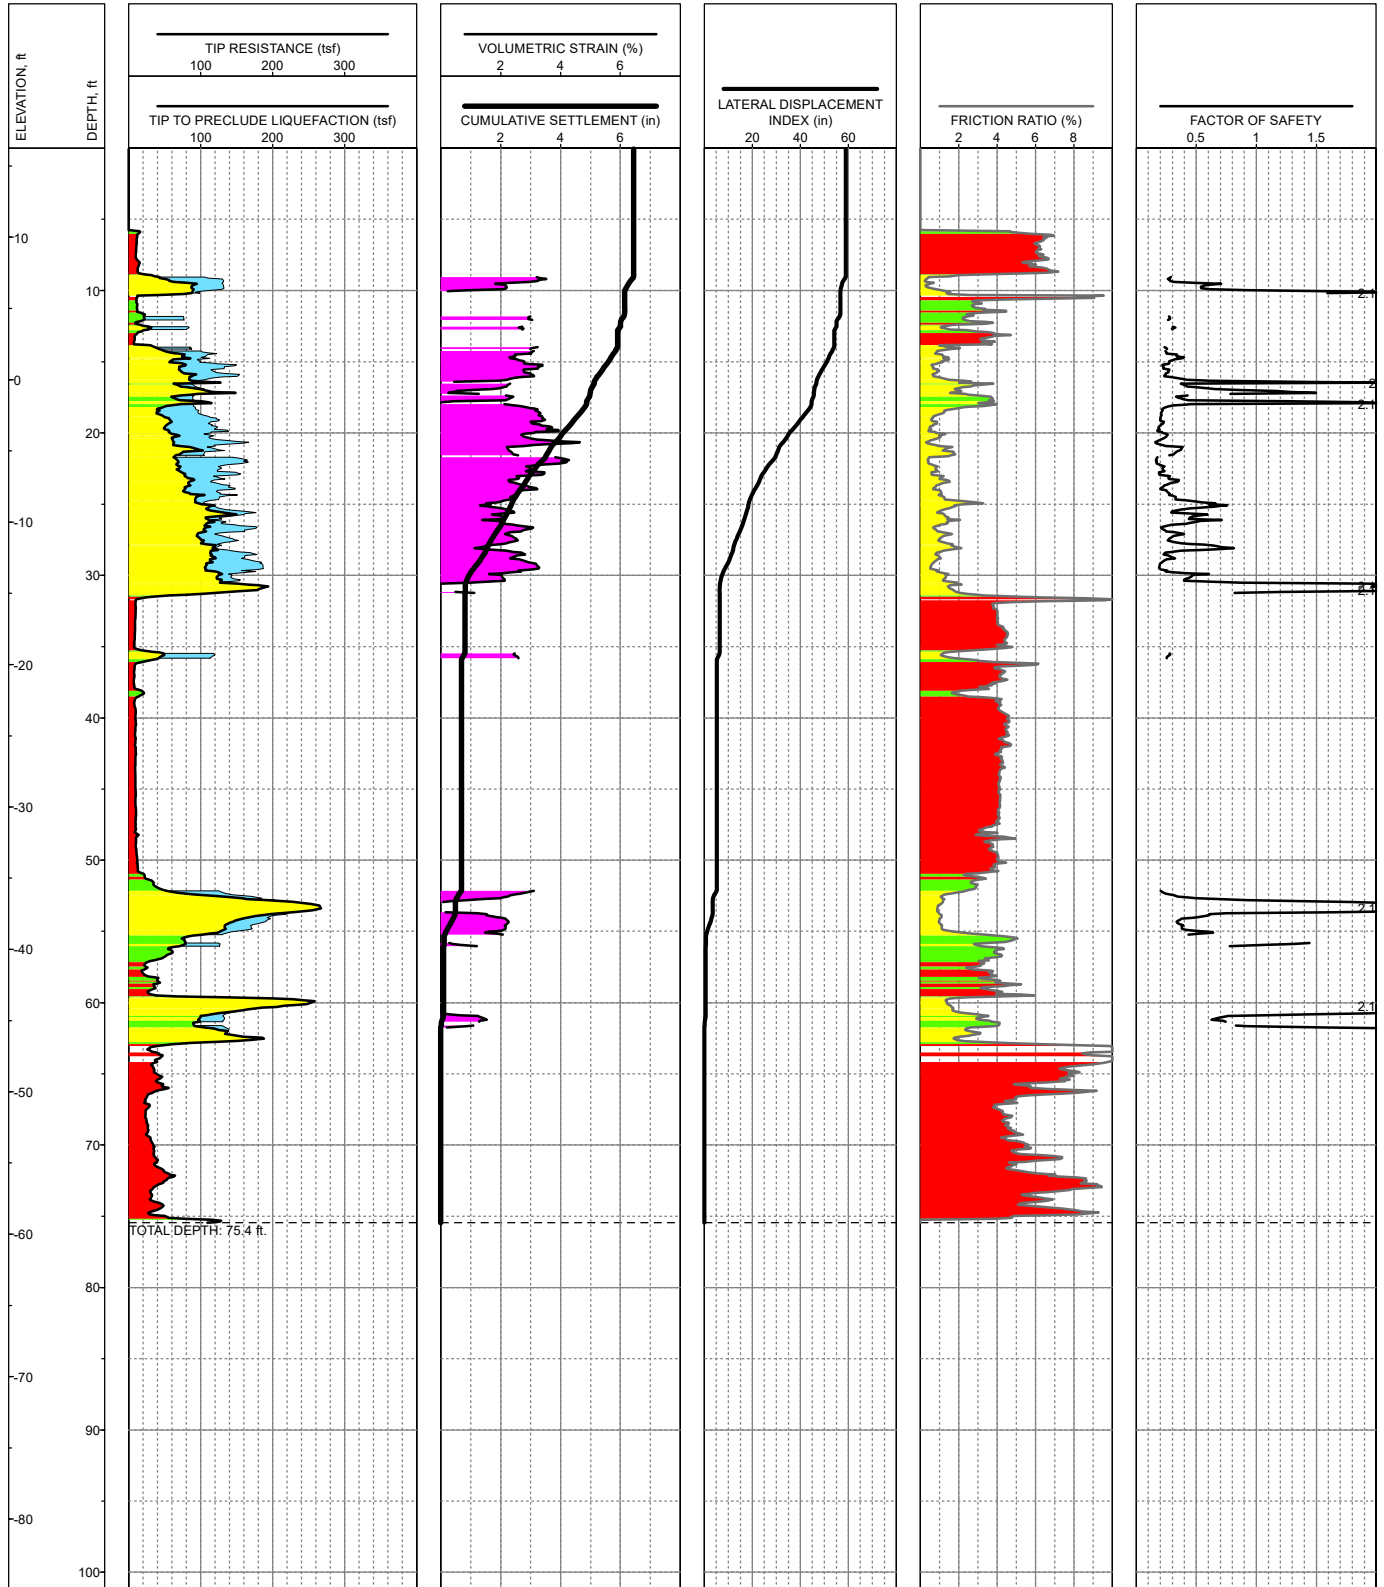 ELEVATION, ft
DEPTH, ft
TIP RESISTANCE (tsf)
100 200 300
TIP TO PRECLUDE LIQUEFACTION (tsf)
100 200 300
VOLUMETRIC STRAIN (%)
2 4 6
CUMULATIVE SETTLEMENT (in)
2 4 6
LATERAL DISPLACEMENT
INDEX (in)
20 40 60
FRICTION RATIO (%)
2 4 6 8
FACTOR OF SAFETY
0.5 1 1.5
10
0
-10
-20
-30
-40
-50
-60
-70
-80
10
20
30
40
50
60
70
80
90
100
2.1
2.1
2.1
2.1
2.1
TOTAL DEPTH: 75.4 ft.